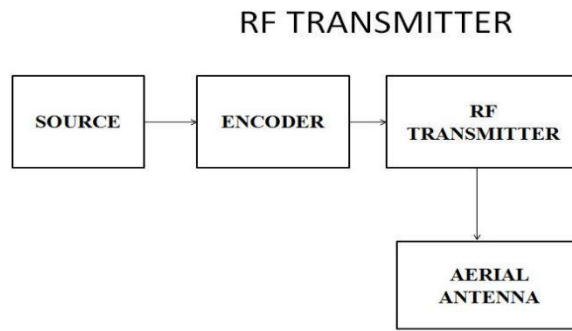 RF TRANSMITTER
SOURCE
ENCODER
RF
TRANSMITTER
AERIAL
ANTENNA